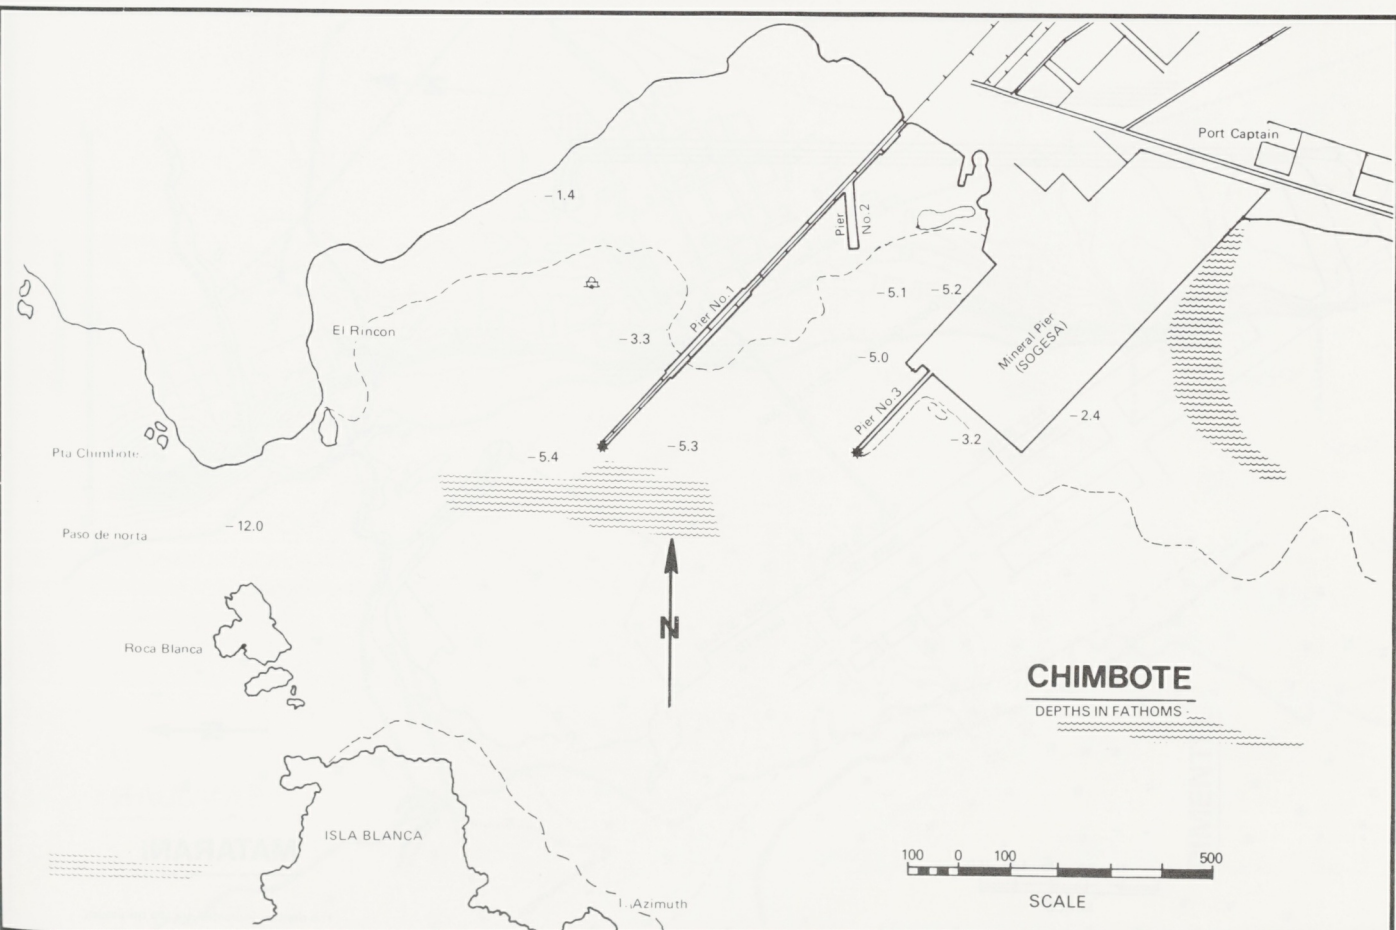 Port Captain
– 1.4
Pier No.2
El Rincon
Pier No.1
– 3.3
– 5.1
– 5.2
Mineral Pier
(SOGESA)
– 5.0
Pier No.3
– 2.4
– 3.2
Pta Chimbote
– 5.4
– 5.3
Paso de norta
– 12.0
N
Roca Blanca
CHIMBOTE
DEPTHS IN FATHOMS
ISLA BLANCA
100 0 100 500
SCALE
I. Azimuth